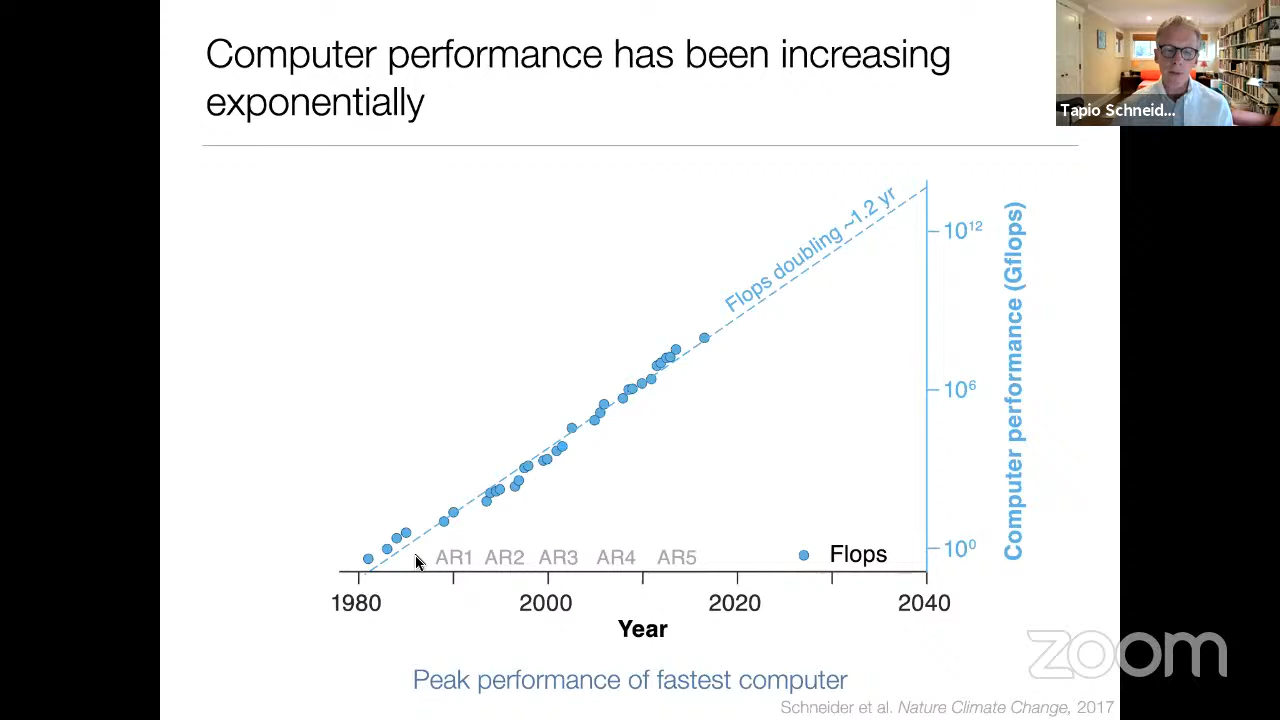 Computer performance has been increasing
exponentially
Tapio Schneid...
Flops doubling ~1.2 yr
10¹²
10⁶
10⁰
Computer performance (Gflops)
AR1 AR2 AR3 AR4 AR5
Flops
1980 2000 2020 2040
Year
zoom
Peak performance of fastest computer
Schneider et al. Nature Climate Change, 2017